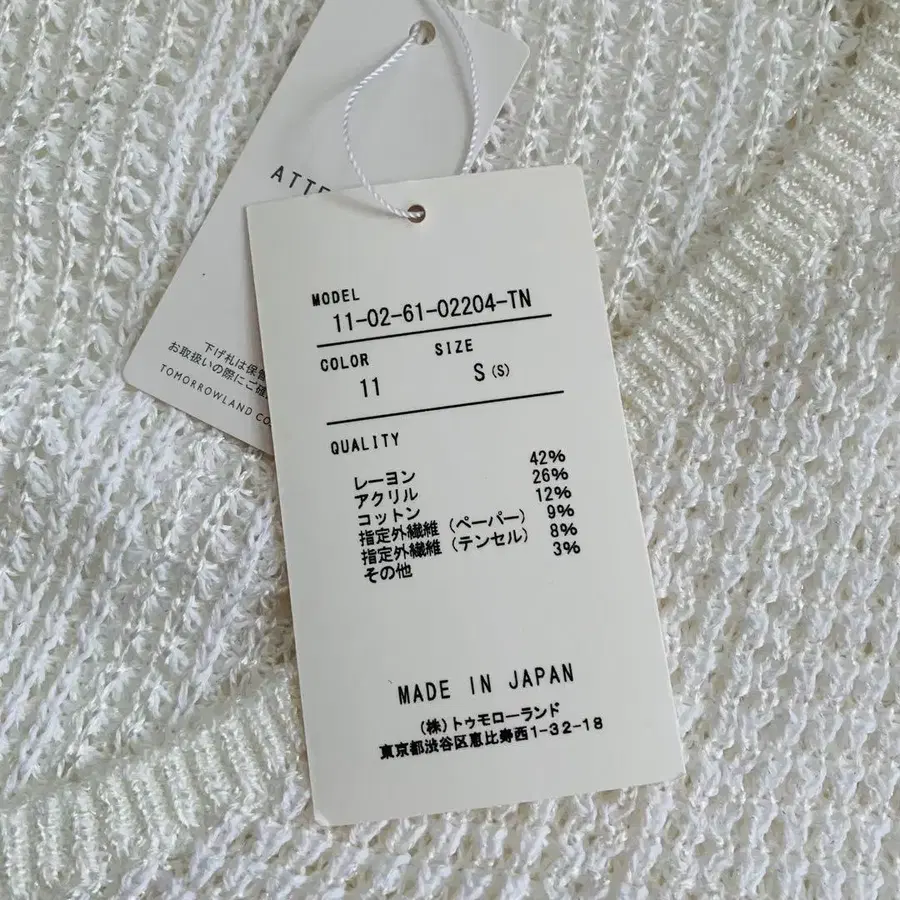 ATTE
下げ札は保管
お取扱いの際にご確
TOMORROWLAND CO.
MODEL
11-02-61-02204-TN
COLOR SIZE
11 S (S)
QUALITY
レーヨン 42%
アクリル 26%
コットン 12%
指定外繊維 (ペーパー) 9%
指定外繊維 (テンセル) 8%
その他 3%
MADE IN JAPAN
(株)トゥモローランド
東京都渋谷区恵比寿西1-32-18